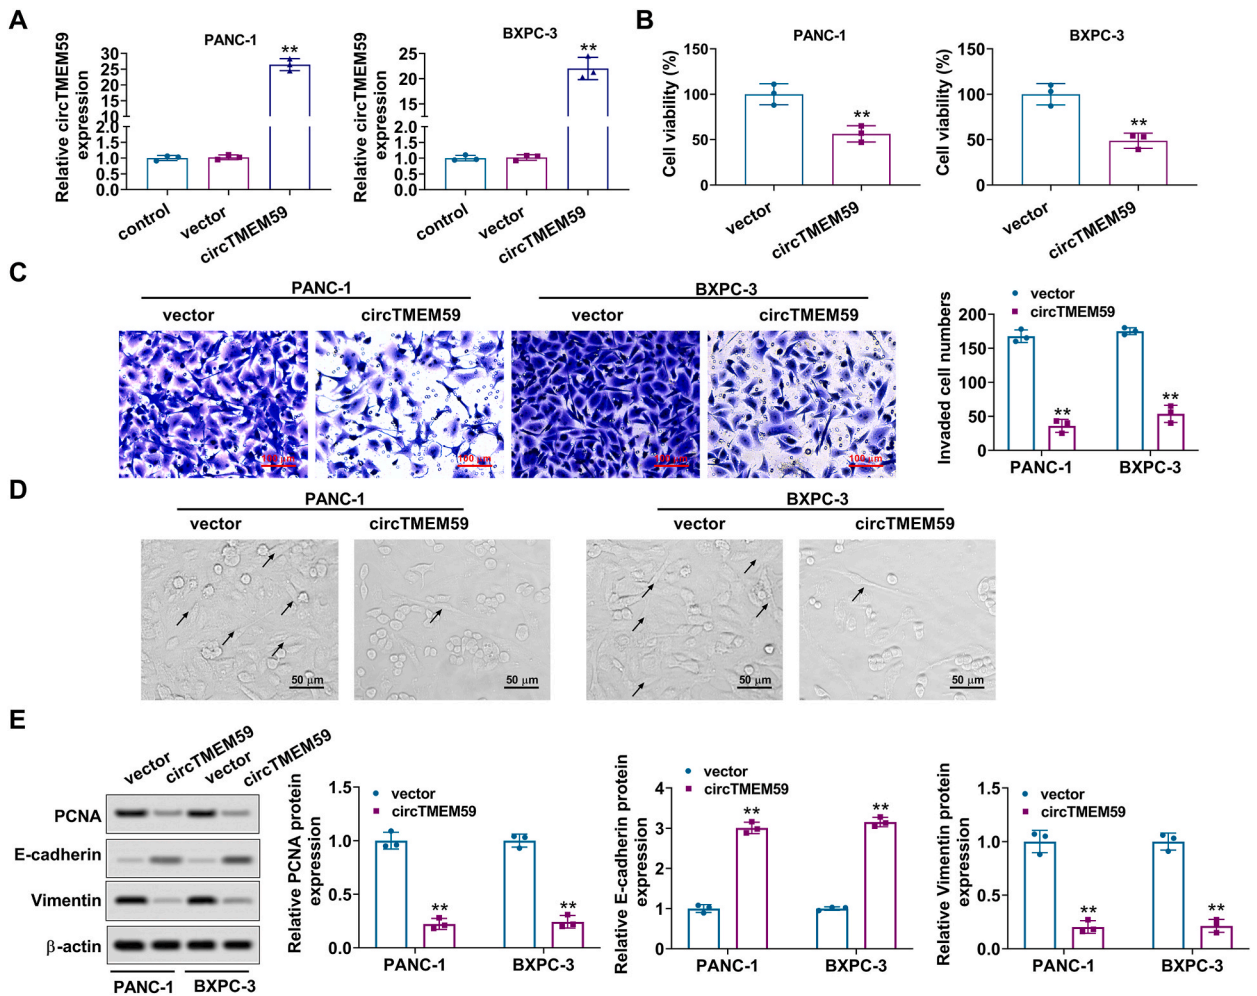 A
PANC-1
Relative circTMEM59
expression
30
25
20
15
10
2.0
1.5
1.0
0.5
0.0
**
control
vector
circTMEM59
BXPC-3
Relative circTMEM59
expression
25
20
15
10
2.0
1.5
1.0
0.5
0.0
**
control
vector
circTMEM59
B
PANC-1
Cell viability (%)
150
100
50
0
**
vector
circTMEM59
BXPC-3
Cell viability (%)
150
100
50
0
**
vector
circTMEM59
C
PANC-1
BXPC-3
vector
circTMEM59
vector
circTMEM59
100 μm
100 μm
100 μm
100 μm
vector
circTMEM59
Invaded cell numbers
200
150
100
50
0
**
**
PANC-1
BXPC-3
D
PANC-1
BXPC-3
vector
circTMEM59
vector
circTMEM59
50 μm
50 μm
50 μm
50 μm
E
vector
circTMEM59
vector
circTMEM59
PCNA
E-cadherin
Vimentin
β-actin
PANC-1
BXPC-3
vector
circTMEM59
Relative PCNA protein
expression
1.5
1.0
0.5
0.0
**
**
PANC-1
BXPC-3
vector
circTMEM59
Relative E-cadherin protein
expression
4
3
2
1
0
**
**
PANC-1
BXPC-3
vector
circTMEM59
Relative Vimentin protein
expression
1.5
1.0
0.5
0.0
**
**
PANC-1
BXPC-3